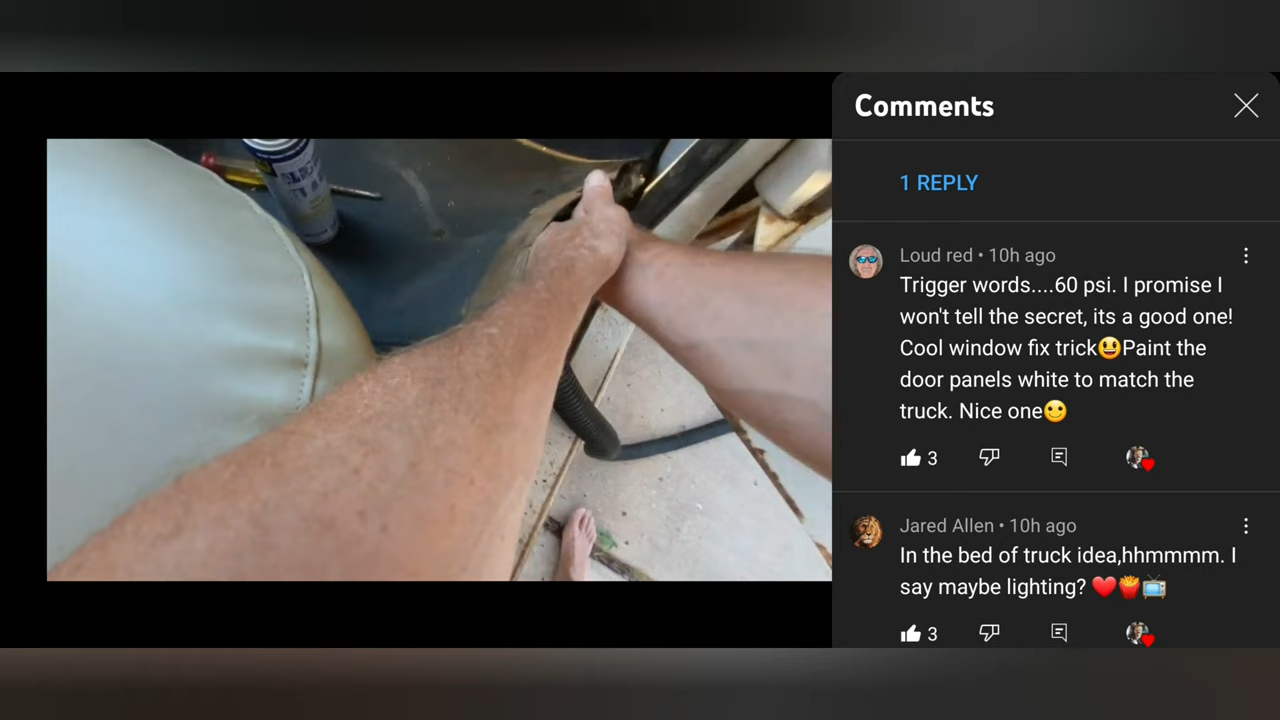 Comments
1 REPLY
Loud red • 10h ago
Trigger words....60 psi. I promise I
won't tell the secret, its a good one!
Cool window fix trick😃Paint the
door panels white to match the
truck. Nice one🙂
3
Jared Allen • 10h ago
In the bed of truck idea,hhmmmm. I
say maybe lighting? ❤️🍟📺
3